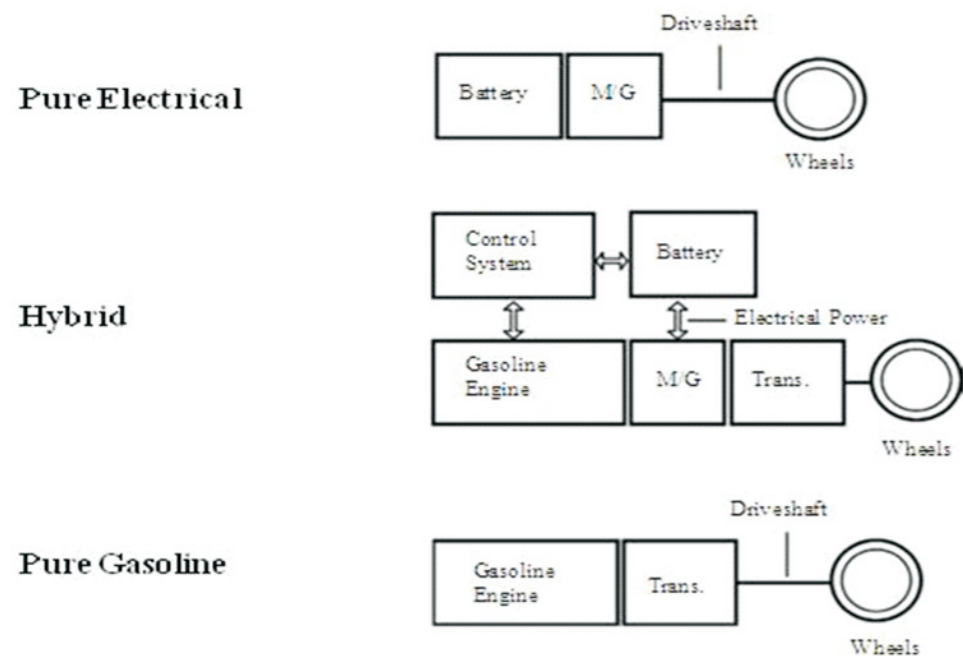 Driveshaft
Pure Electrical
Battery
M/G
Wheels
Control
System
Battery
Hybrid
Electrical Power
Gasoline
Engine
M/G
Trans.
Wheels
Driveshaft
Pure Gasoline
Gasoline
Engine
Trans.
Wheels